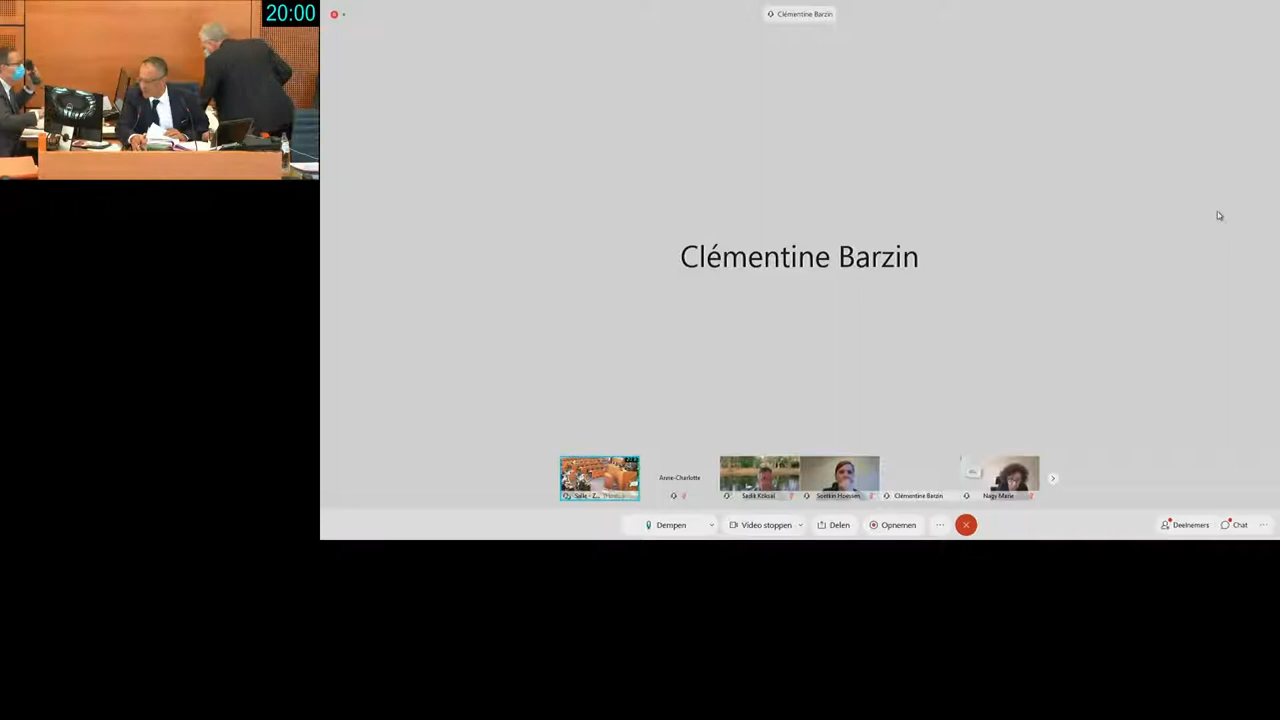 20:00
Clémentine Barzin
Clémentine Barzin
Anne-Charlotte
Salle - Z...
Sadik Köksal
Soetkin Hoessen
Clémentine Barzin
Nagy Marie
Dempen
Video stoppen
Delen
Opnemen
Deelnemers
Chat